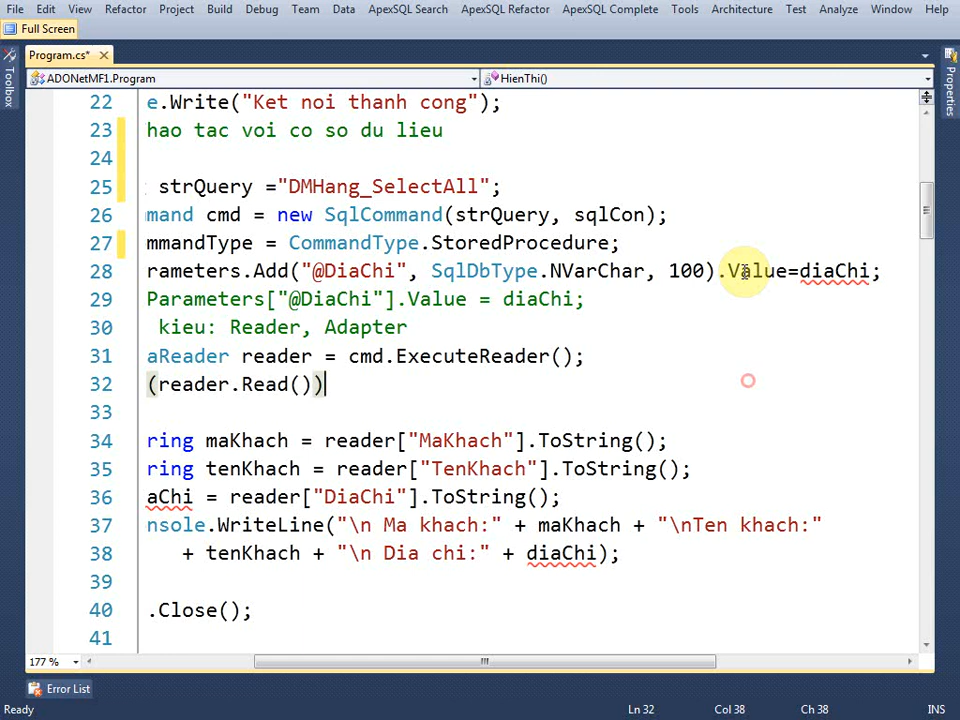 File Edit View Refactor Project Build Debug Team Data ApexSQL Search ApexSQL Refactor ApexSQL Complete Tools Architecture Test Analyze Window Help
Full Screen
Program.cs*
Toolbox
Properties
ADONetMF1.Program HienThi()
22 e.Write("Ket noi thanh cong");
23 hao tac voi co so du lieu
24
25 strQuery ="DMHang_SelectAll";
26 mand cmd = new SqlCommand(strQuery, sqlCon);
27 mmandType = CommandType.StoredProcedure;
28 rameters.Add("@DiaChi", SqlDbType.NVarChar, 100).Value=diaChi;
29 Parameters["@DiaChi"].Value = diaChi;
30 kieu: Reader, Adapter
31 aReader reader = cmd.ExecuteReader();
32 (reader.Read())
33
34 ring maKhach = reader["MaKhach"].ToString();
35 ring tenKhach = reader["TenKhach"].ToString();
36 aChi = reader["DiaChi"].ToString();
37 nsole.WriteLine("\n Ma khach:" + maKhach + "\nTen khach:"
38 + tenKhach + "\n Dia chi:" + diaChi);
39
40 .Close();
41
177 %
Error List
Ready Ln 32 Col 38 Ch 38 INS